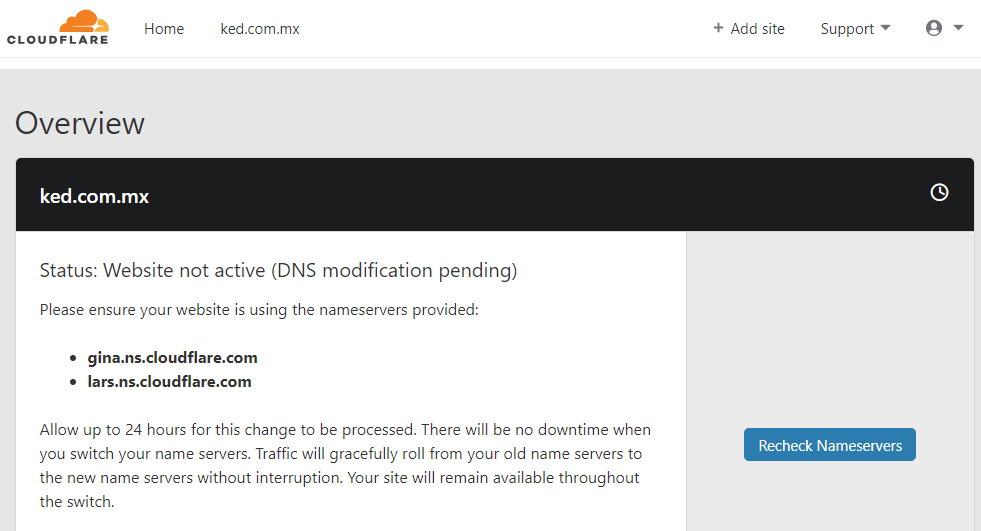 CLOUDFLARE Home ked.com.mx + Add site Support
Overview
ked.com.mx
Status: Website not active (DNS modification pending)
Please ensure your website is using the nameservers provided:
• gina.ns.cloudflare.com
• lars.ns.cloudflare.com
Allow up to 24 hours for this change to be processed. There will be no downtime when
you switch your name servers. Traffic will gracefully roll from your old name servers to
the new name servers without interruption. Your site will remain available throughout
the switch.
Recheck Nameservers